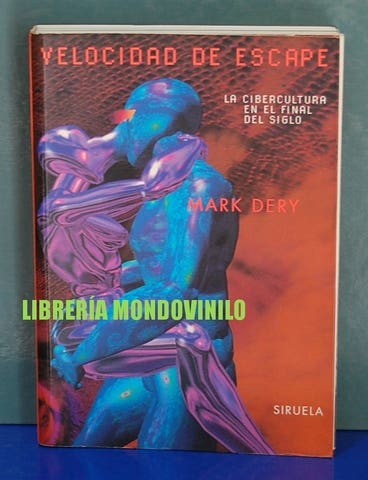 VELOCIDAD DE ESCAPE
LA CIBERCULTURA
EN EL FINAL
DEL SIGLO
MARK DERY
LIBRERÍA MONDOVINILO
SIRUELA